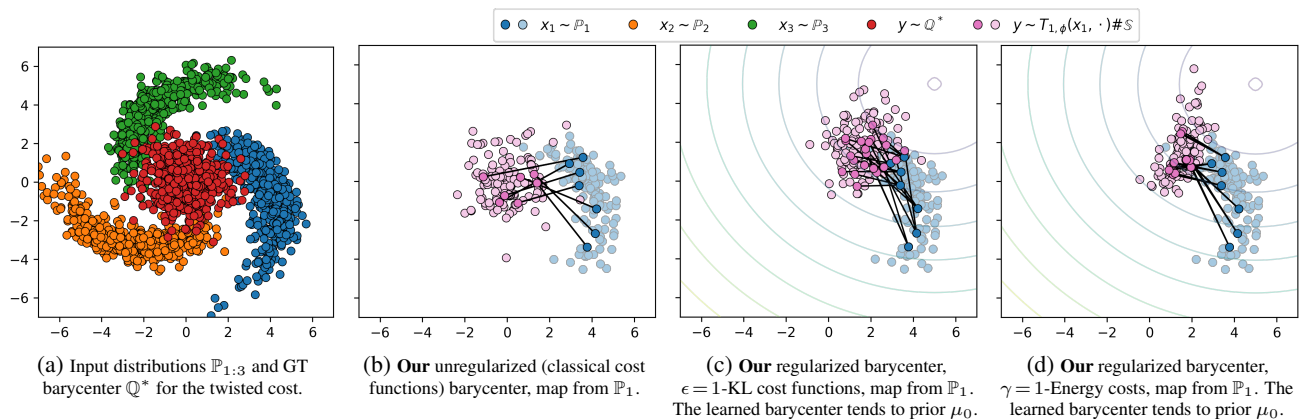 x₁ ~ ℙ₁ x₂ ~ ℙ₂ x₃ ~ ℙ₃ y ~ ℚ* y ~ T₁,ϕ(x₁, ·)#𝕊
6
4
2
0
−2
−4
−6
−6 −4 −2 0 2 4 6
−6 −4 −2 0 2 4 6
−6 −4 −2 0 2 4 6
−6 −4 −2 0 2 4 6
(a) Input distributions ℙ₁:₃ and GT
barycenter ℚ* for the twisted cost.
(b) Our unregularized (classical cost
functions) barycenter, map from ℙ₁.
(c) Our regularized barycenter,
ϵ = 1-KL cost functions, map from ℙ₁.
The learned barycenter tends to prior μ₀.
(d) Our regularized barycenter,
γ = 1-Energy costs, map from ℙ₁. The
learned barycenter tends to prior μ₀.